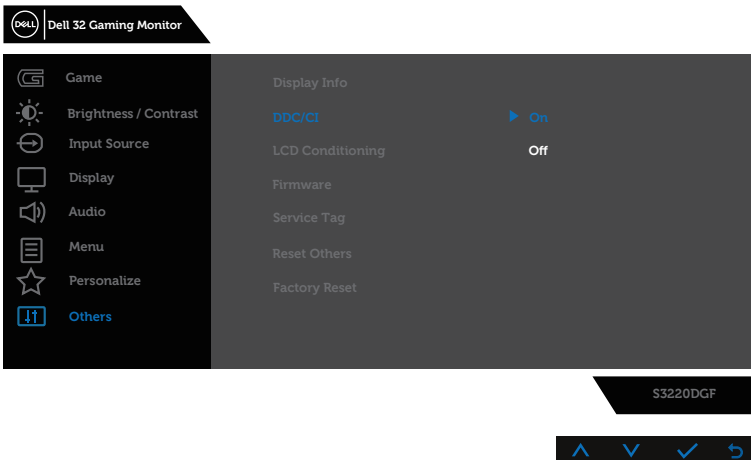 DELL
Dell 32 Gaming Monitor
Game
Brightness / Contrast
Input Source
Display
Audio
Menu
Personalize
Others
Display Info
DDC/CI On
LCD Conditioning Off
Firmware
Service Tag
Reset Others
Factory Reset
S3220DGF